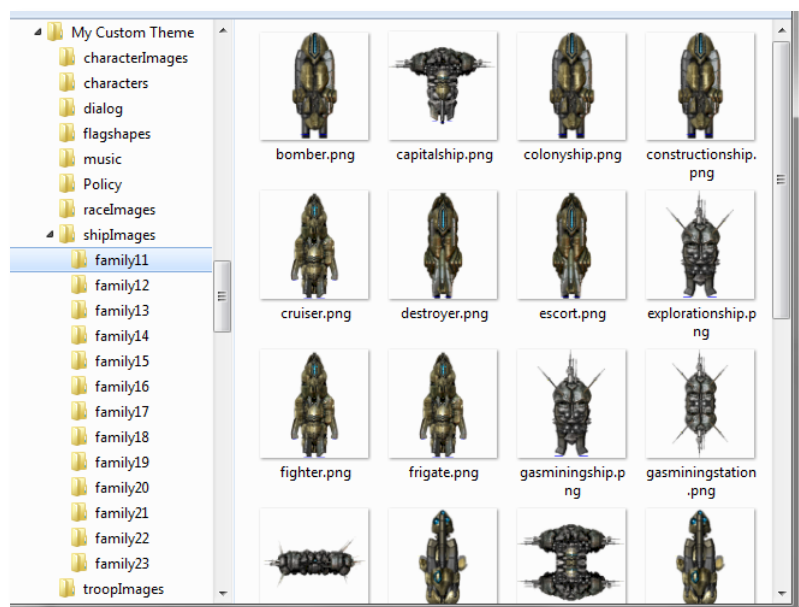 My Custom Theme
characterImages
characters
dialog
flagshapes
music
Policy
raceImages
shipImages
family11
family12
family13
family14
family15
family16
family17
family18
family19
family20
family21
family22
family23
troopImages
bomber.png
capitalship.png
colonyship.png
constructionship.
png
cruiser.png
destroyer.png
escort.png
explorationship.p
ng
fighter.png
frigate.png
gasminingship.p
ng
gasminingstation
.png